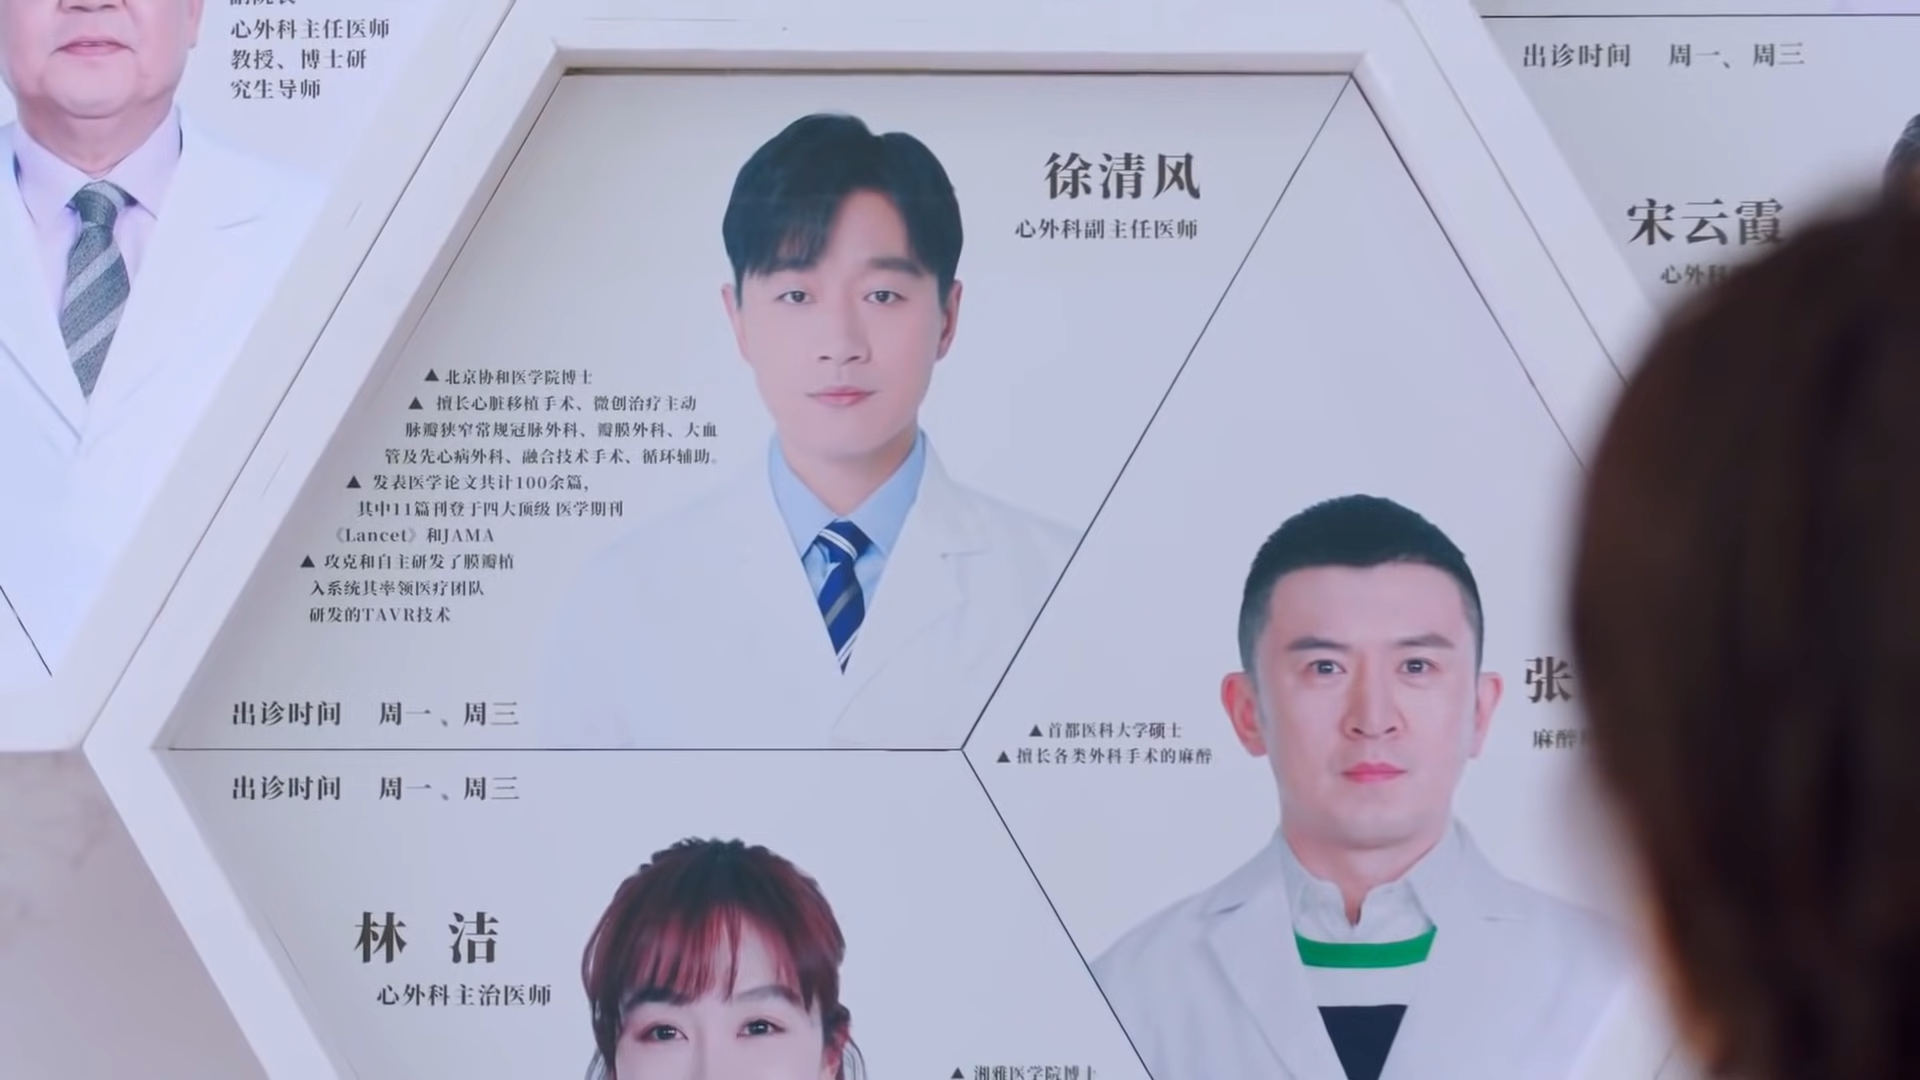 心外科主任医师
教授、博士研
究生导师
徐清风
心外科副主任医师
▲北京协和医学院博士
▲ 擅长心脏移植手术、微创治疗主动
脉瓣狭窄常规冠脉外科、瓣膜外科、大血
管及先心病外科、融合技术手术、循环辅助。
▲ 发表医学论文共计100余篇,
其中11篇刊登于四大顶级 医学期刊
《Lancet》和JAMA
▲ 攻克和自主研发了膜瓣植
入系统其率领医疗团队
研发的TAVR技术
出诊时间 周一、周三
出诊时间 周一、周三
林 洁
心外科主治医师
▲首都医科大学硕士
▲擅长各类外科手术的麻醉
张
麻醉
▲ 湘雅医学院博士
出诊时间 周一、周三
宋云霞
心外科